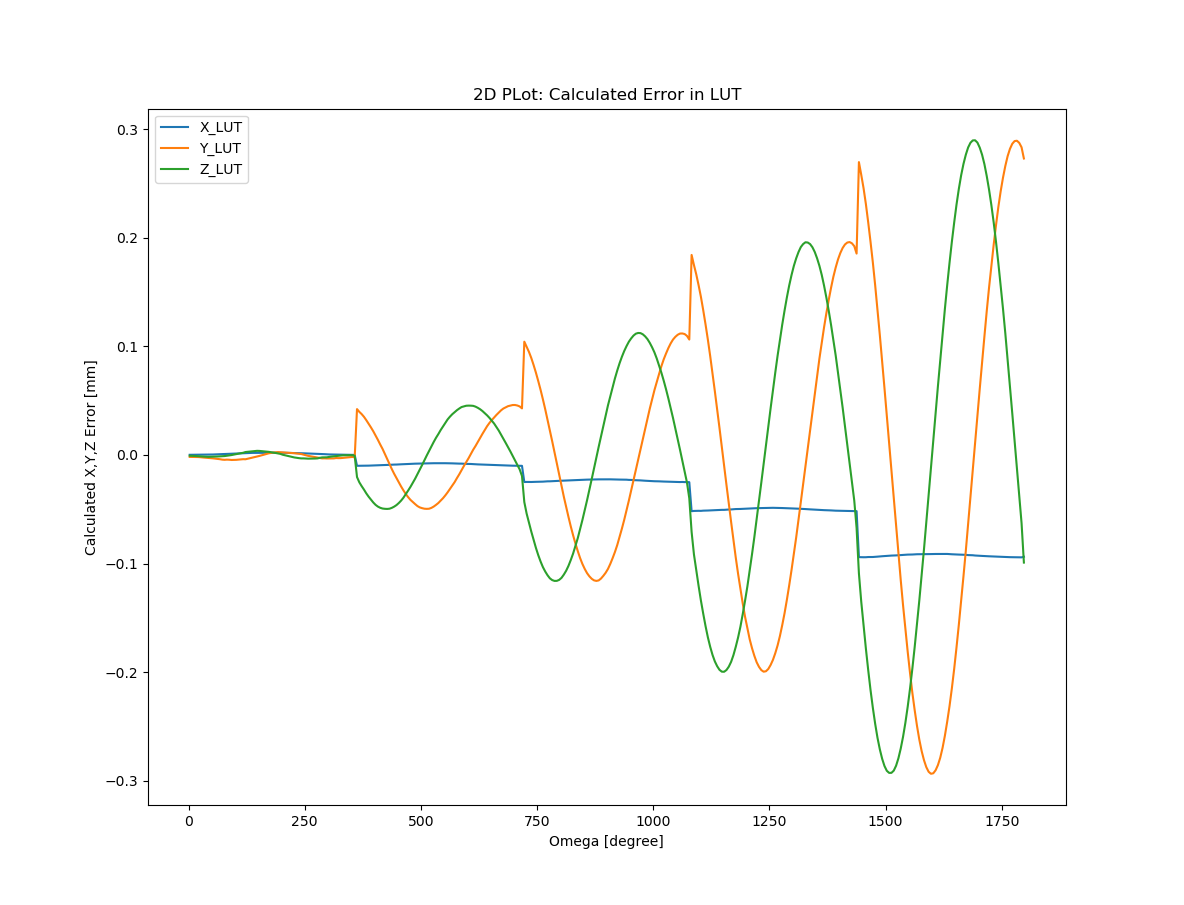 2D PLot: Calculated Error in LUT
X_LUT
Y_LUT
Z_LUT
Calculated X,Y,Z Error [mm]
0.3
0.2
0.1
0.0
−0.1
−0.2
−0.3
0 250 500 750 1000 1250 1500 1750
Omega [degree]